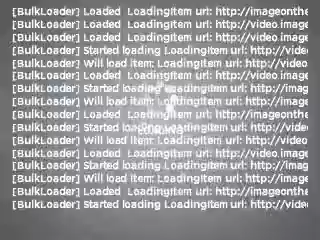 [BulkLoader] Loaded LoadingItem url: http://imageonthe
[BulkLoader] Loaded LoadingItem url: http://video.image
[BulkLoader] Loaded LoadingItem url: http://video.image
[BulkLoader] Started loading LoadingItem url: http://vide
[BulkLoader] Will load item: LoadingItem url: http://video
[BulkLoader] Loaded LoadingItem url: http://video.image
[BulkLoader] Started loading LoadingItem url: http://vide
[BulkLoader] Will load item: LoadingItem url: http://video
[BulkLoader] Loaded LoadingItem url: http://imageonthe
[BulkLoader] Started loading LoadingItem url: http://vide
[BulkLoader] Will load item: LoadingItem url: http://video
[BulkLoader] Loaded LoadingItem url: http://video.image
[BulkLoader] Started loading LoadingItem url: http://vide
[BulkLoader] Will load item: LoadingItem url: http://image
[BulkLoader] Loaded LoadingItem url: http://imageonthe
[BulkLoader] Started loading LoadingItem url: http://vide